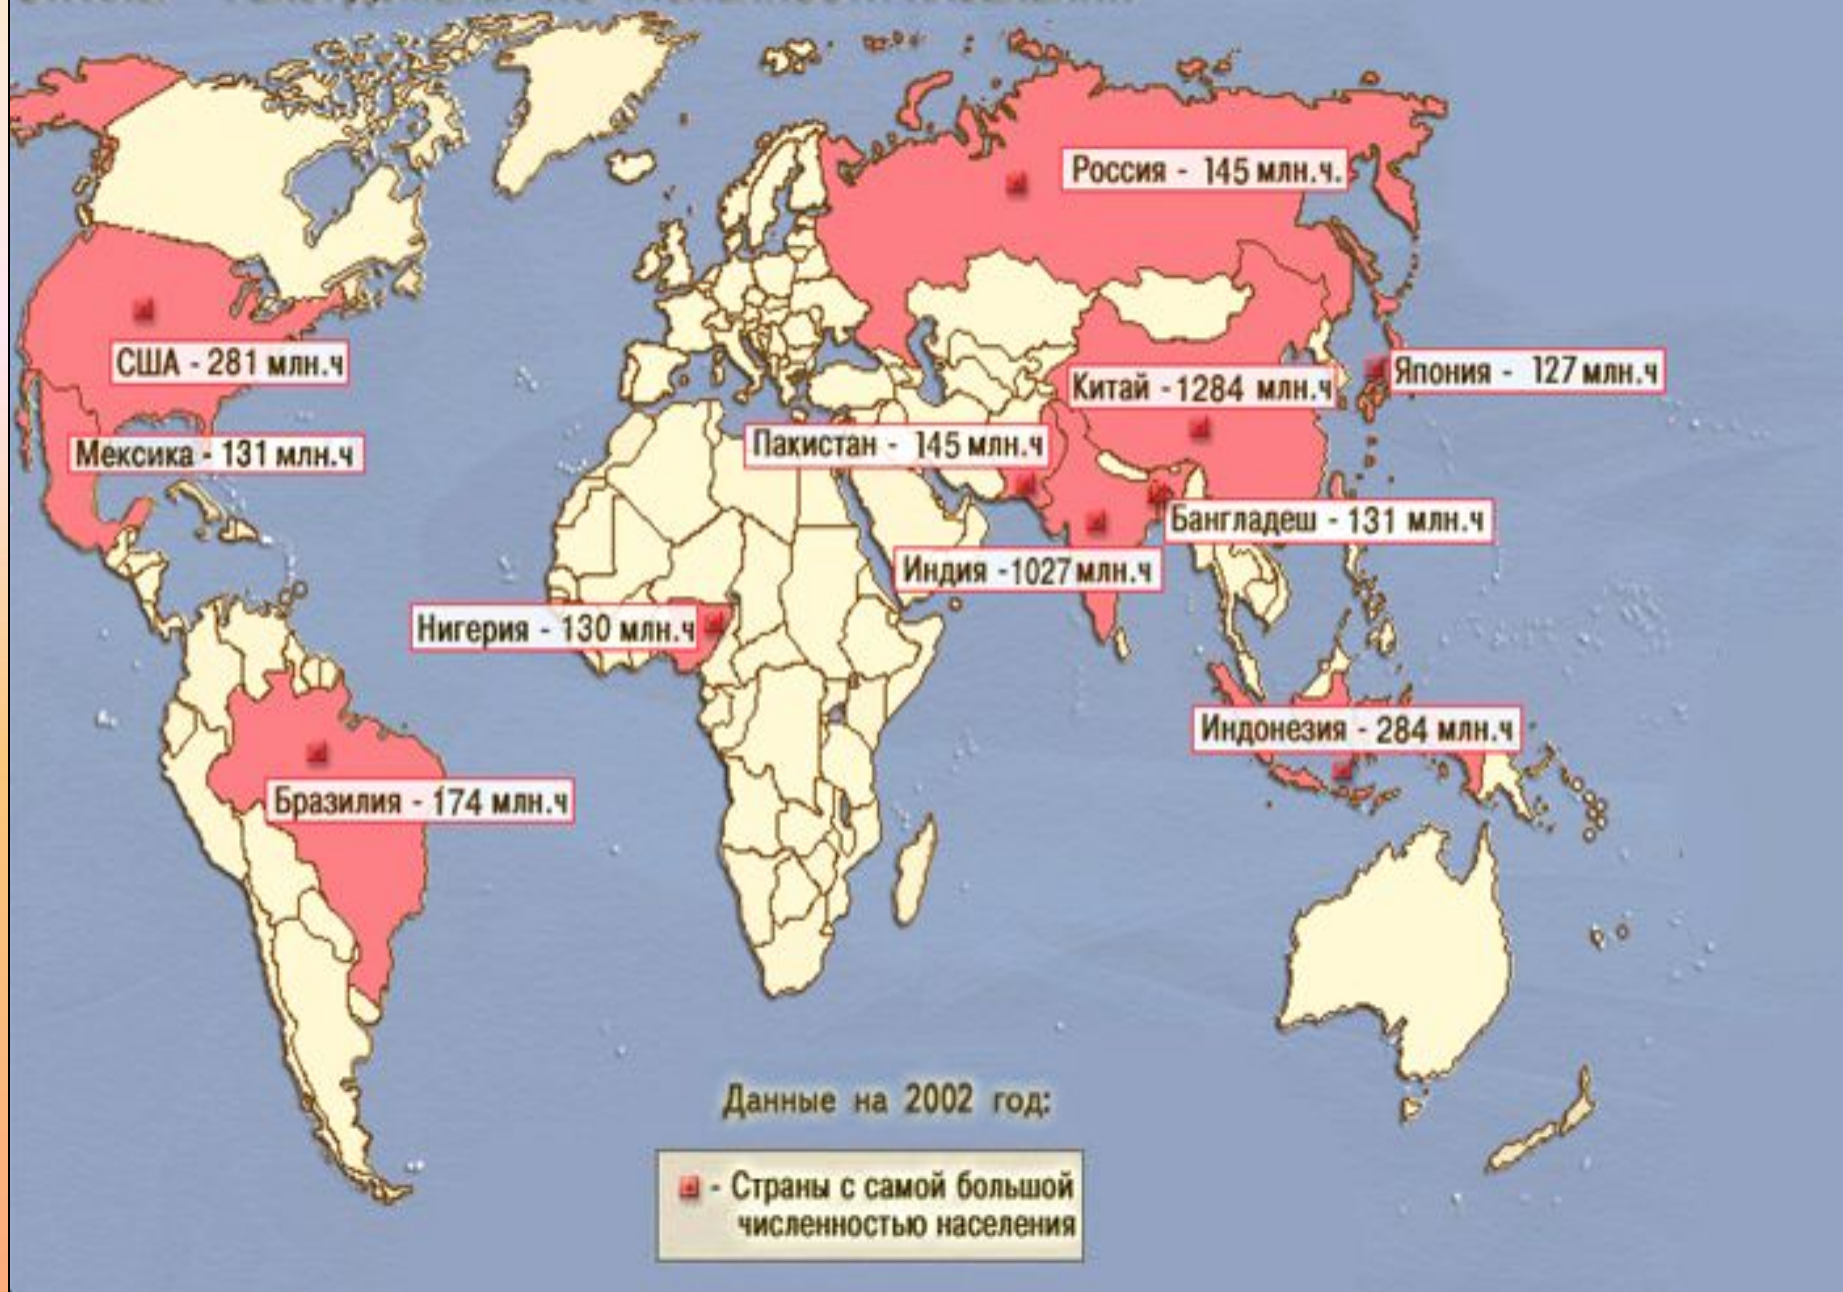 Россия - 145 млн.ч.
США - 281 млн.ч
Япония - 127 млн.ч
Китай -1284 млн.ч
Мексика - 131 млн.ч
Пакистан - 145 млн.ч
Бангладеш - 131 млн.ч
Индия -1027 млн.ч
Нигерия - 130 млн.ч
Индонезия - 284 млн.ч
Бразилия - 174 млн.ч
Данные на 2002 год:
- Страны с самой большой
численностью населения